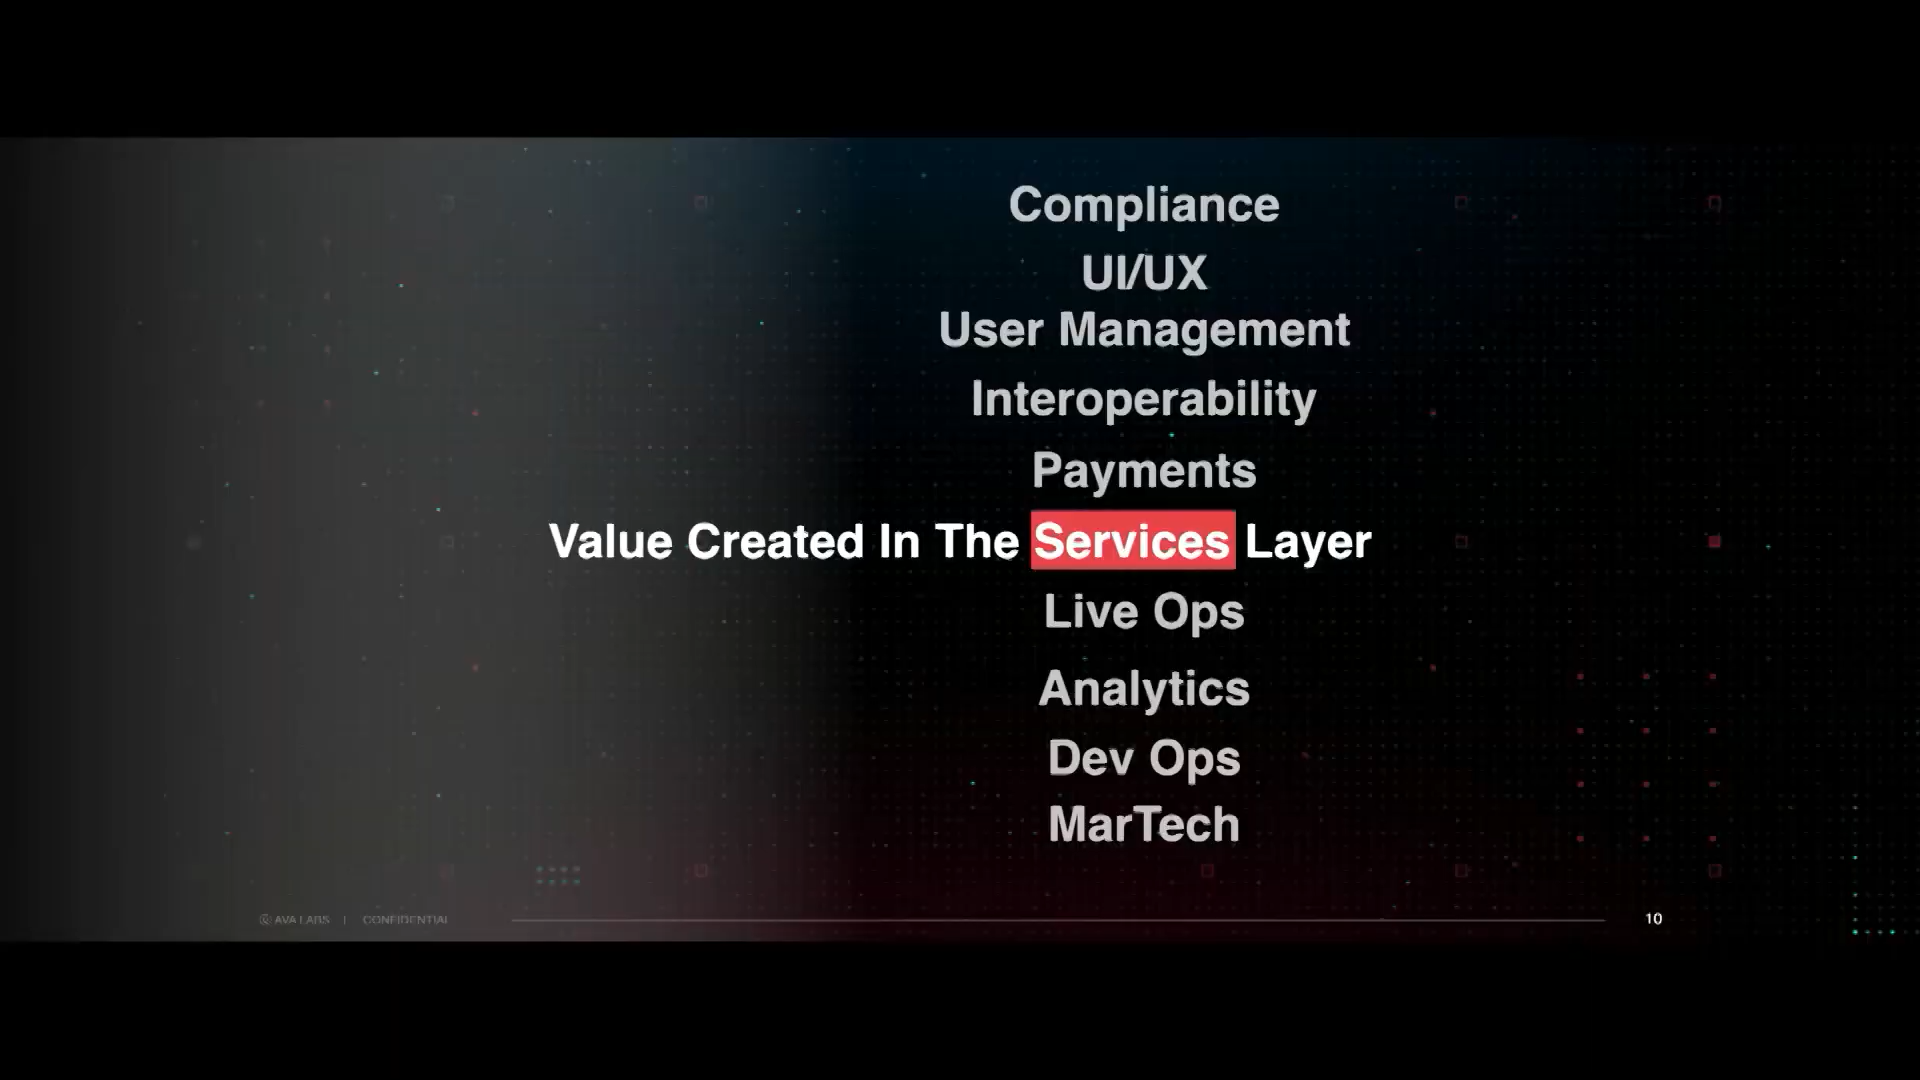 Compliance
UI/UX
User Management
Interoperability
Payments
Value Created In The Services Layer
Live Ops
Analytics
Dev Ops
MarTech
AVA LABS | CONFIDENTIAL
10